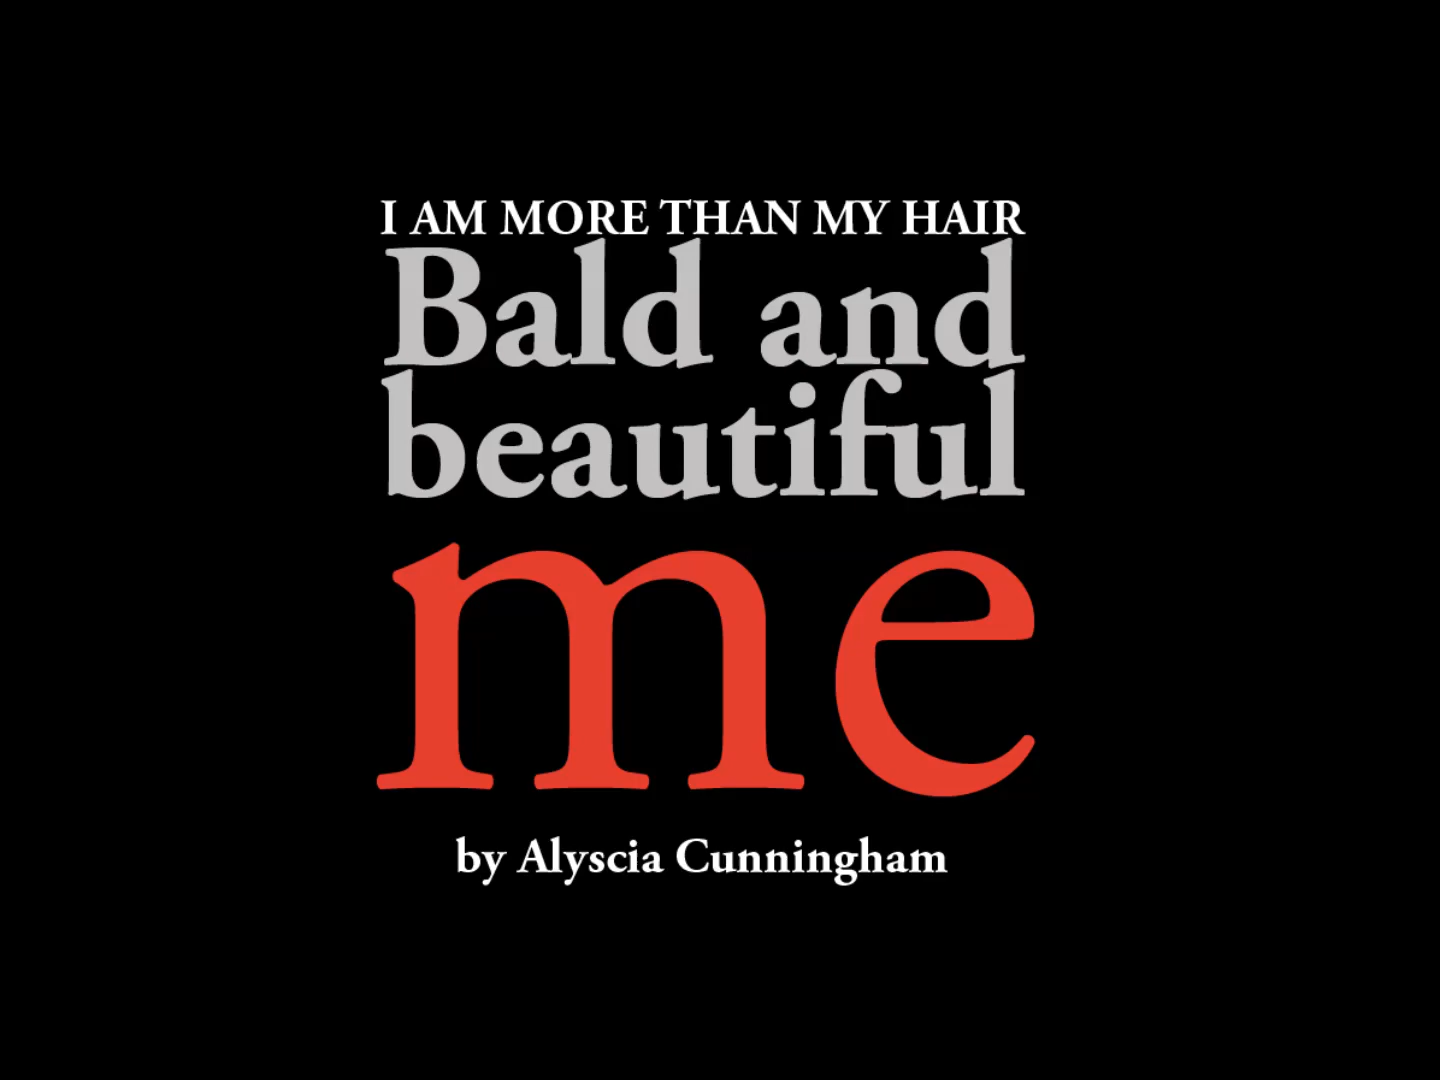 I AM MORE THAN MY HAIR
Bald and
beautiful
me
by Alyscia Cunningham